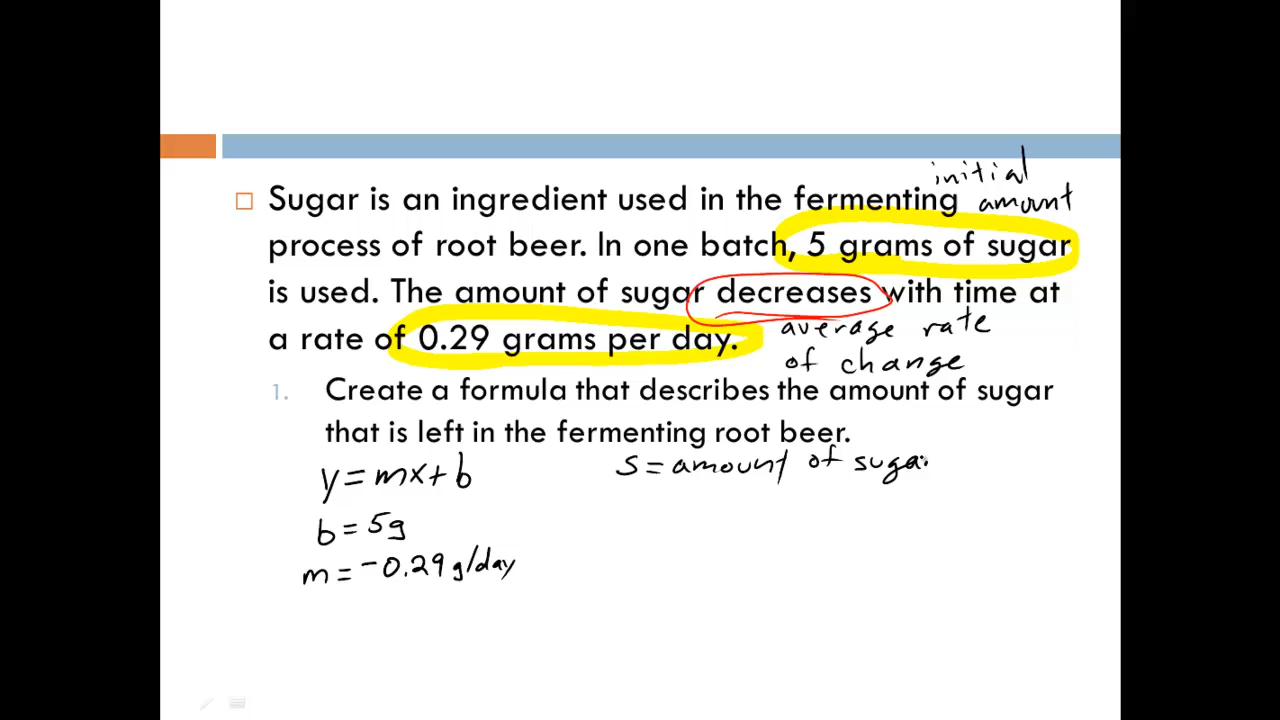 initial
Sugar is an ingredient used in the fermenting amount
process of root beer. In one batch, 5 grams of sugar
is used. The amount of sugar decreases with time at
a rate of 0.29 grams per day. average rate
of change
1. Create a formula that describes the amount of sugar
that is left in the fermenting root beer.
y = mx + b S = amount of sugar
b = 5g
m = -0.29 g/day